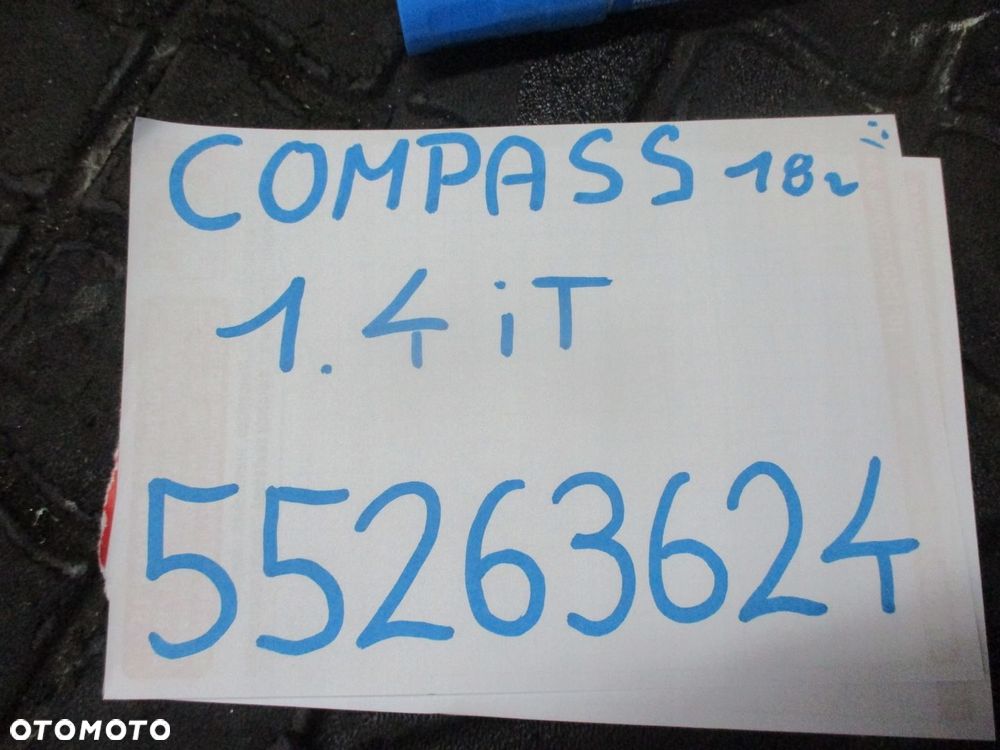 COMPASS 18r
1.4 iT
55263624
OTOMOTO